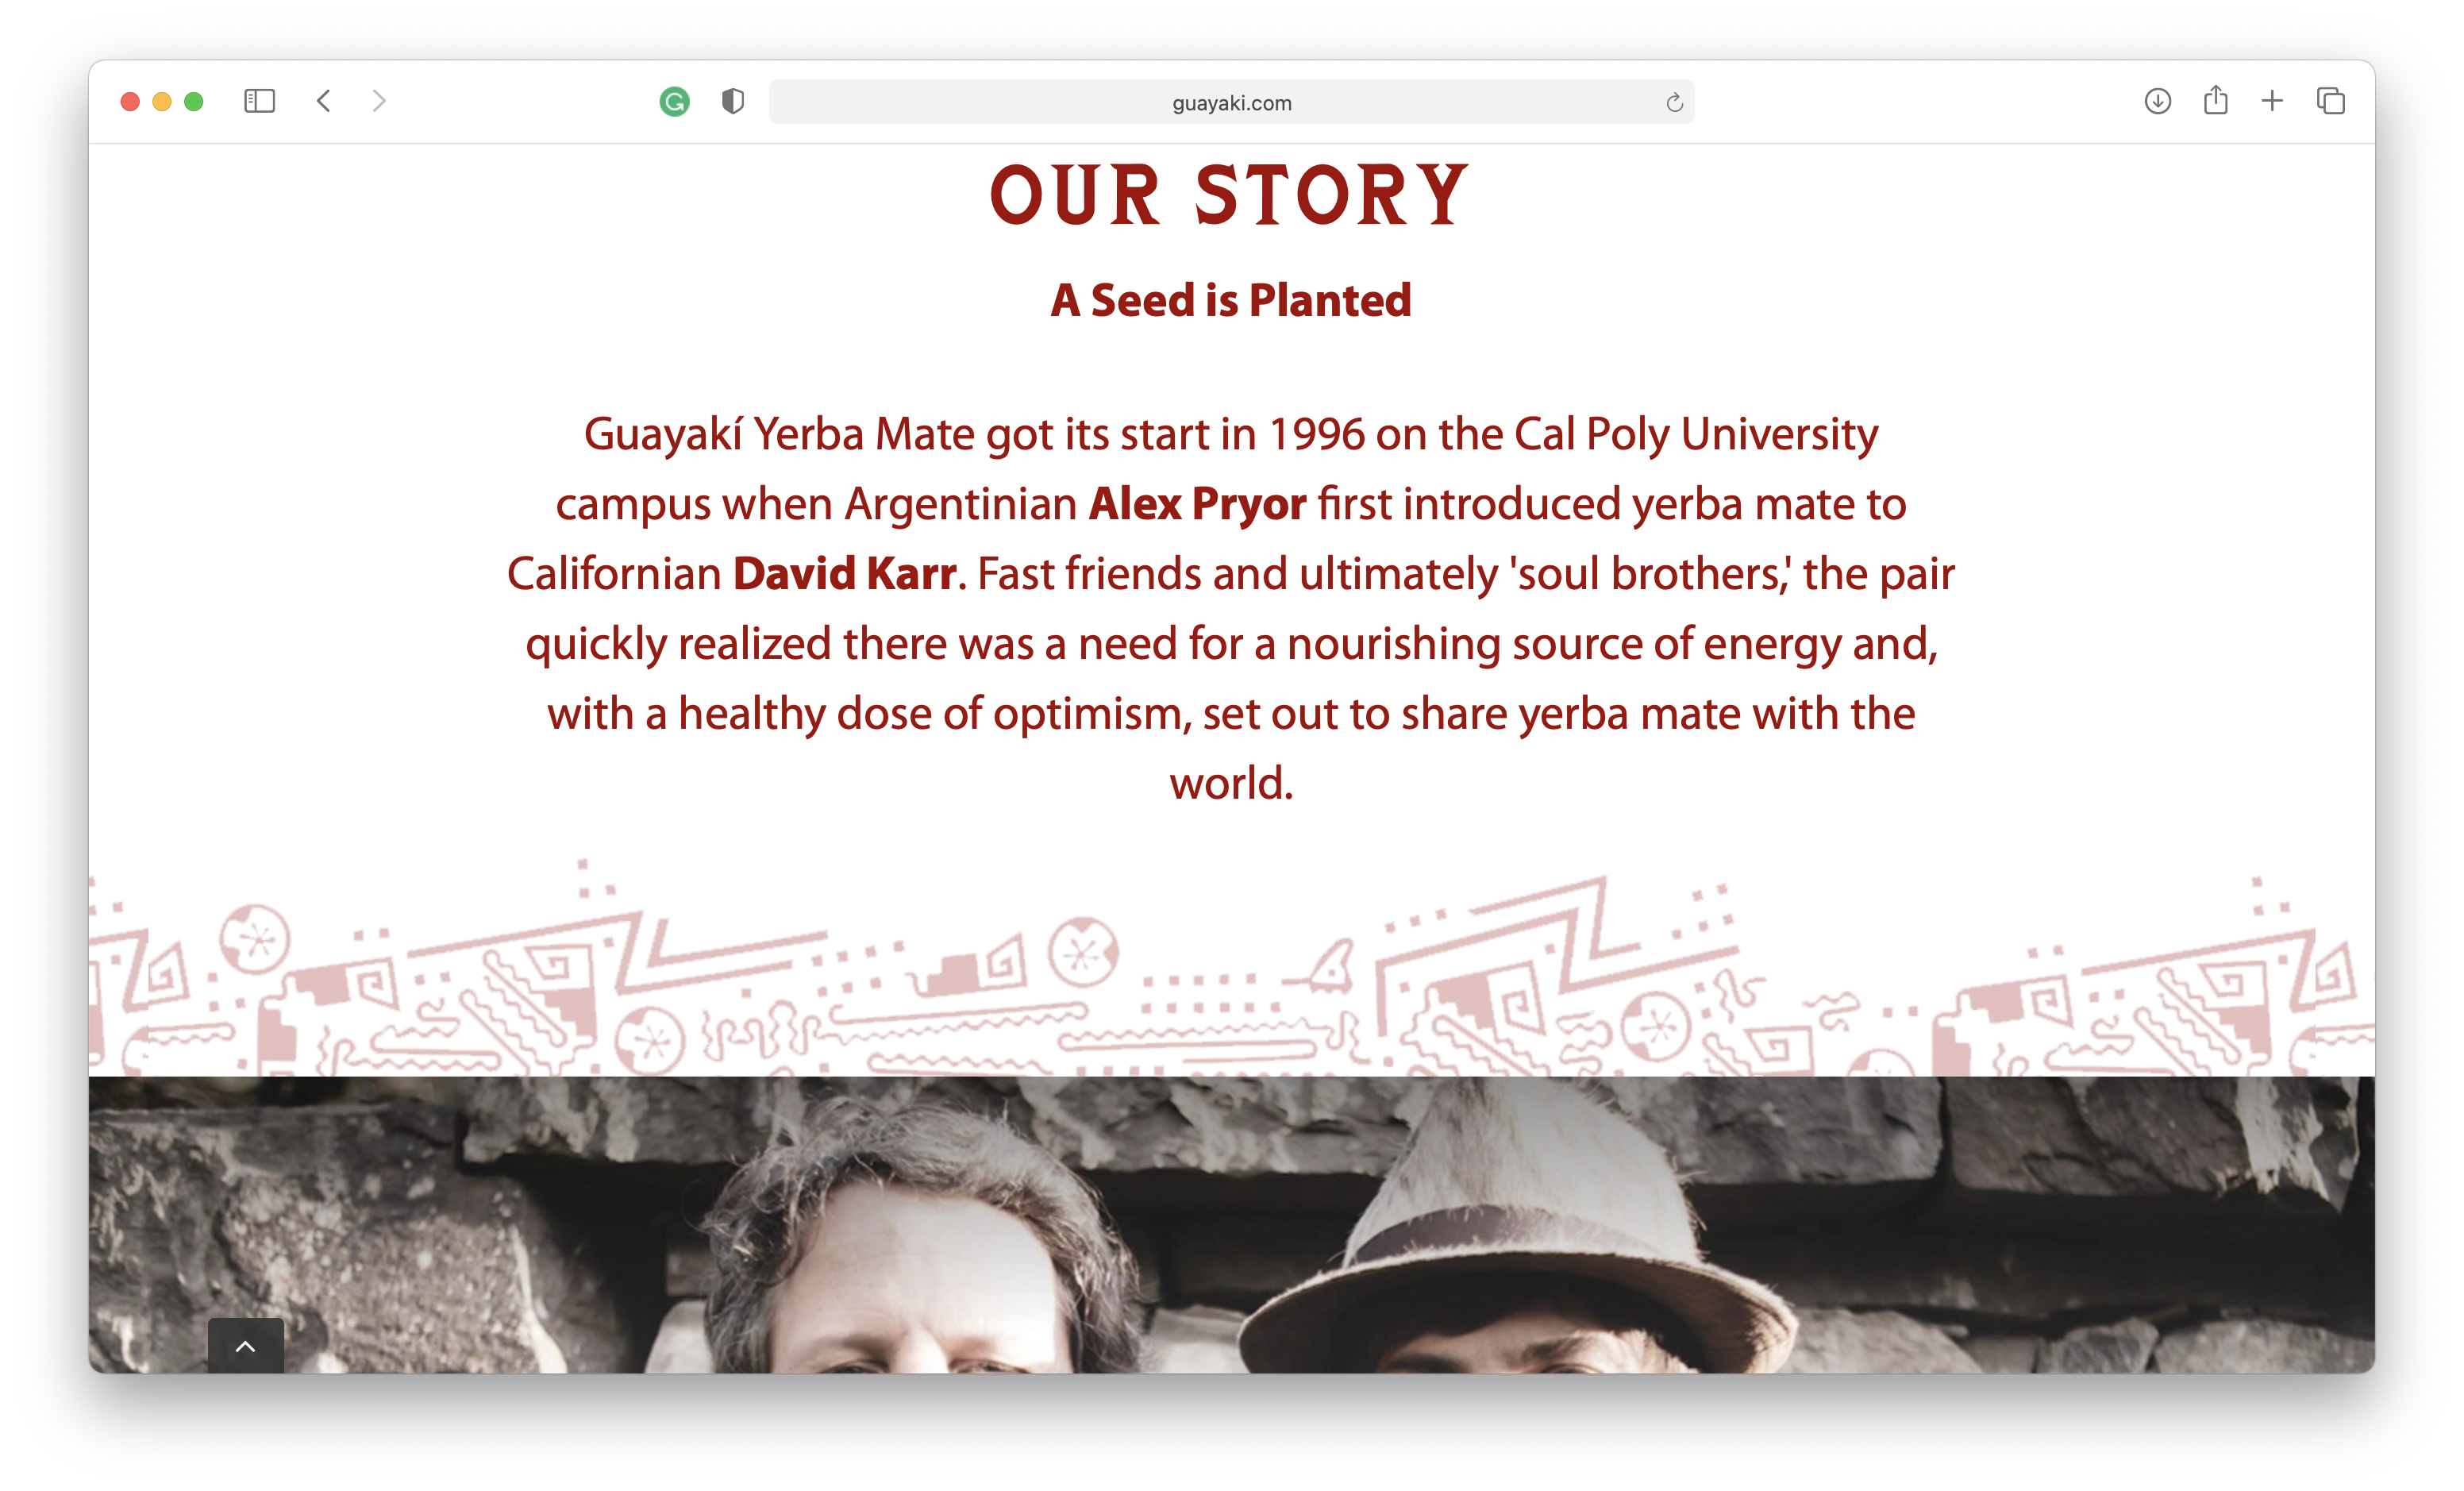 guayaki.com
OUR STORY
A Seed is Planted
Guayakí Yerba Mate got its start in 1996 on the Cal Poly University
campus when Argentinian Alex Pryor first introduced yerba mate to
Californian David Karr. Fast friends and ultimately 'soul brothers,' the pair
quickly realized there was a need for a nourishing source of energy and,
with a healthy dose of optimism, set out to share yerba mate with the
world.